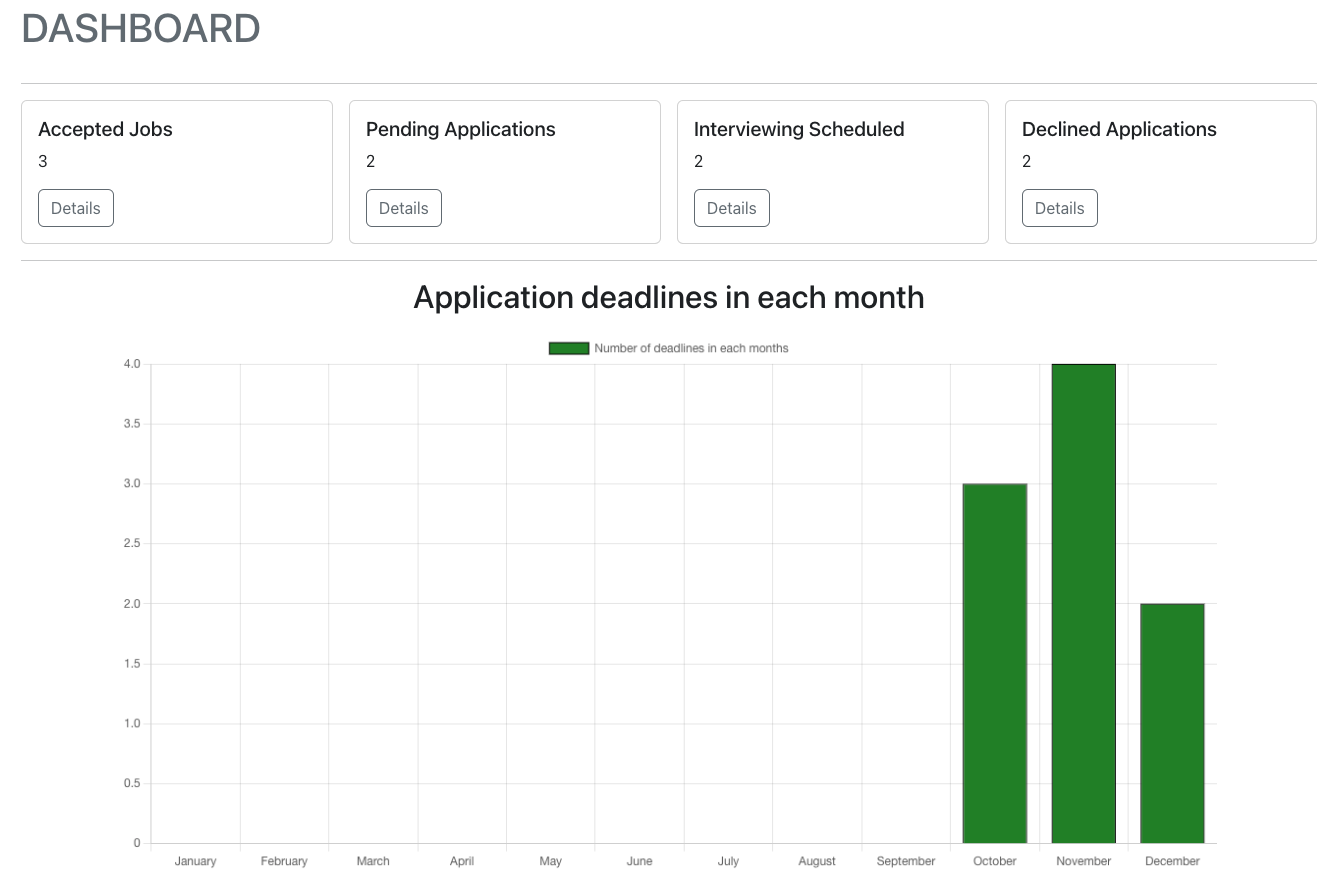 DASHBOARD
Accepted Jobs
3
Details
Pending Applications
2
Details
Interviewing Scheduled
2
Details
Declined Applications
2
Details
Application deadlines in each month
Number of deadlines in each months
4.0
3.5
3.0
2.5
2.0
1.5
1.0
0.5
0
January February March April May June July August September October November December